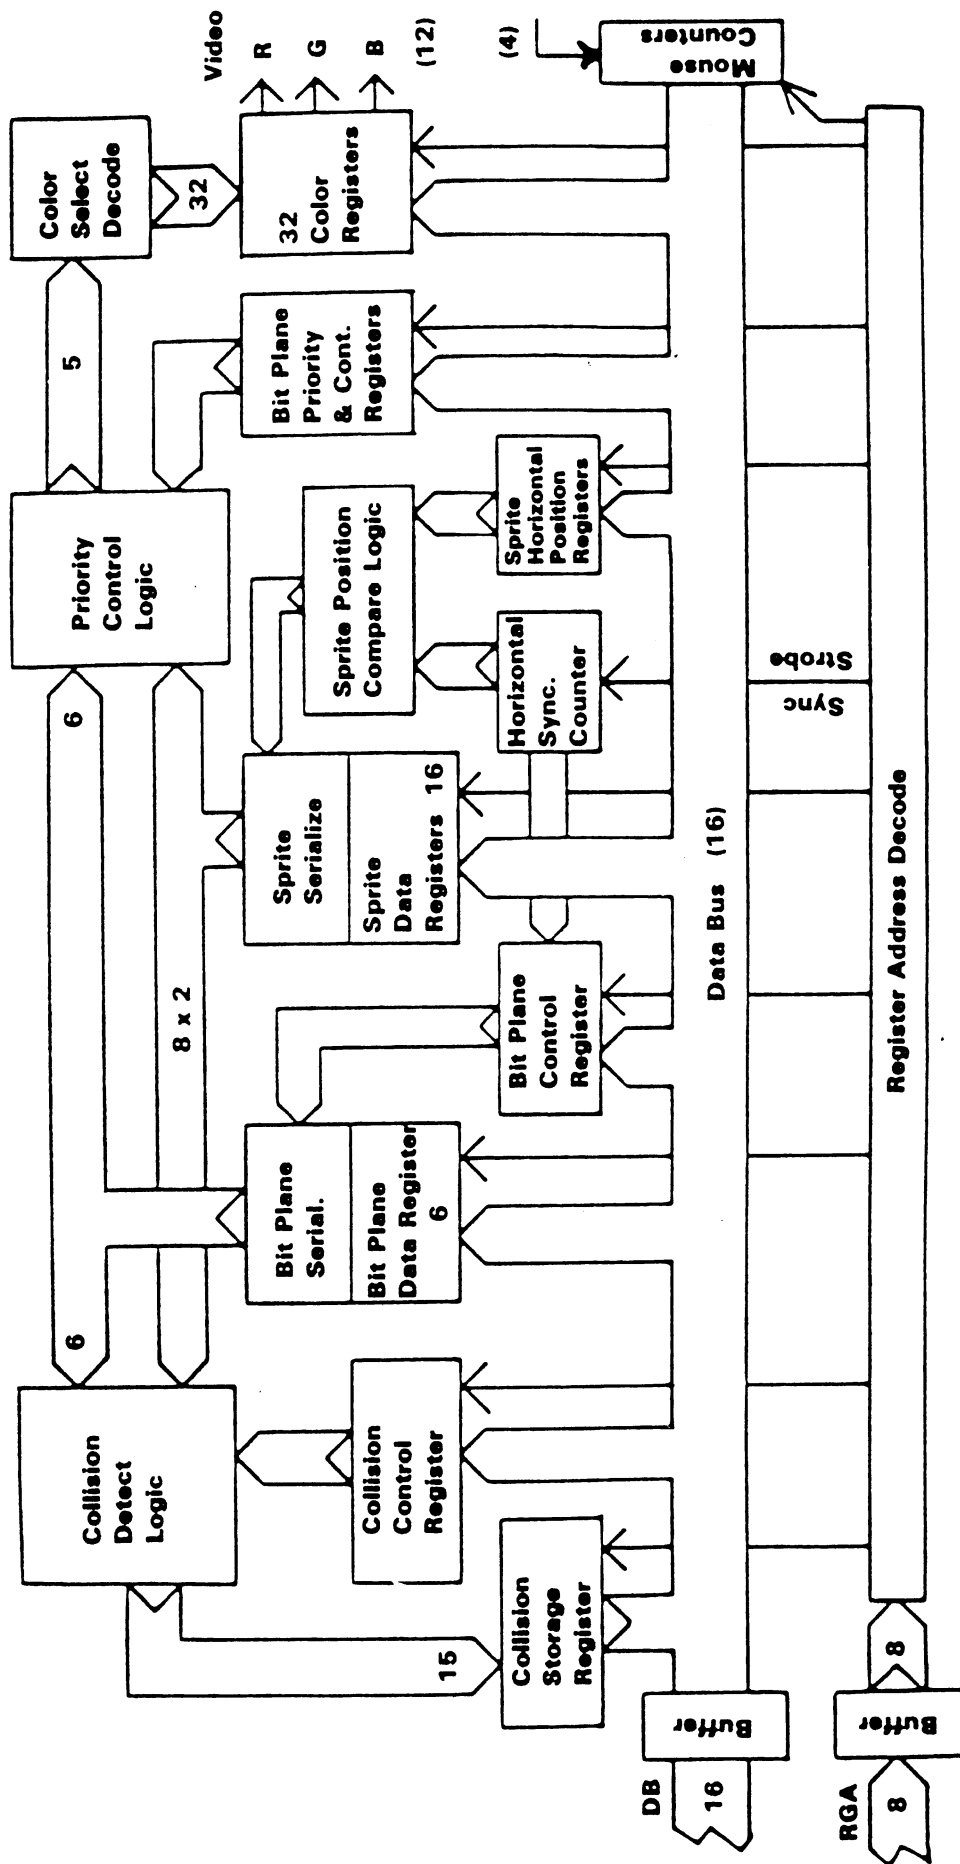 Collision
Detect
Logic
6
6
8 x 2
Priority
Control
Logic
5
Color
Select
Decode
32
Video
R
G
B
(12)
15
Collision
Control
Register
Bit Plane
Serial.
Bit Plane
Data Register
6
Sprite
Serialize
Sprite
Data
Registers 16
Sprite Position
Compare Logic
Bit Plane
Priority
& Cont.
Registers
32
Color
Registers
Collision
Storage
Register
Bit Plane
Control
Register
Horizontal
Sync.
Counter
Sprite
Horizontal
Position
Registers
(4)
Mouse
Counters
DB
16
Buffer
Data Bus (16)
Sync
Strobe
RGA
8
Buffer
8
Register Address Decode